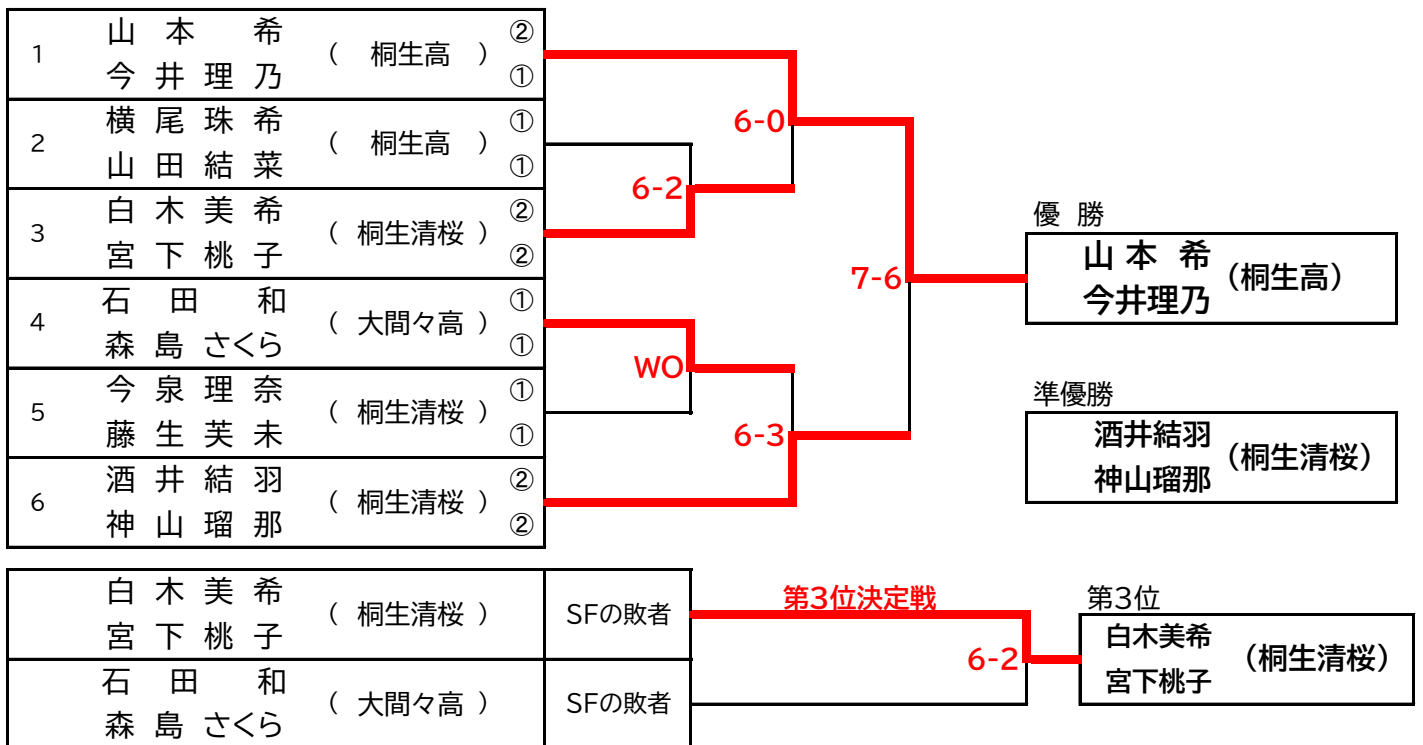 1 山本 希 ( 桐生高 ) ②
今井理乃 ①
2 横尾珠希 ( 桐生高 ) ①
山田結菜 ①
3 白木美希 ( 桐生清桜 ) ②
宮下桃子 ②
4 石田 和 ( 大間々高 ) ①
森島さくら ①
5 今泉理奈 ( 桐生清桜 ) ①
藤生芙未 ①
6 酒井結羽 ( 桐生清桜 ) ②
神山瑠那 ②
6-0
6-2
WO
6-3
7-6
優 勝
山本 希 (桐生高)
今井理乃
準優勝
酒井結羽 (桐生清桜)
神山瑠那
白木美希 ( 桐生清桜 ) SFの敗者
宮下桃子
石田 和 ( 大間々高 ) SFの敗者
森島さくら
第3位決定戦
6-2
第3位
白木美希 (桐生清桜)
宮下桃子